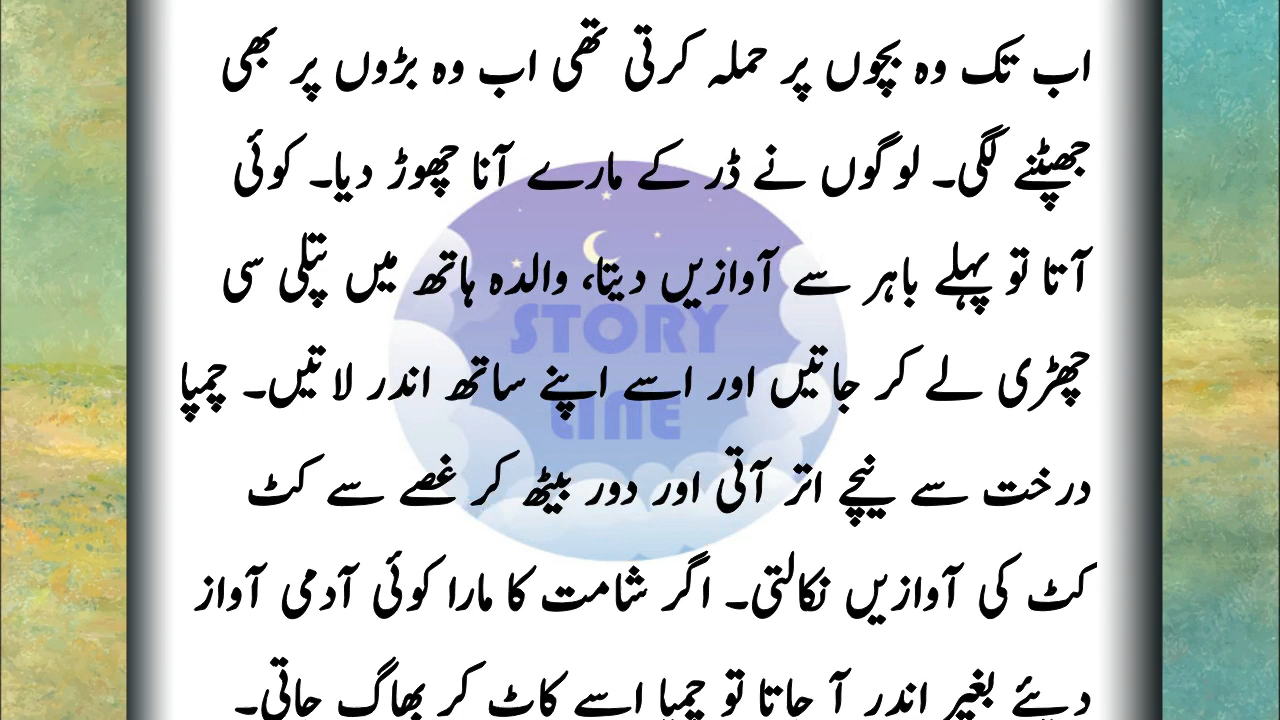 اب تک وہ بچوں پر حملہ کرتی تھی اب وہ بڑوں پر بھی
جھپٹنے لگی۔ لوگوں نے ڈر کے مارے آنا چھوڑ دیا۔ کوئی
آتا تو پہلے باہر سے آوازیں دیتا، والدہ ہاتھ میں پتلی سی
چھڑی لے کر جاتیں اور اسے اپنے ساتھ اندر لاتیں۔ چمپا
درخت سے نیچے اتر آتی اور دور بیٹھ کر غصے سے کٹ
کٹ کی آوازیں نکالتی۔ اگر شامت کا مارا کوئی آدمی آواز
دیئے بغیر اندر آ جاتا تو چمپا اسے کاٹ کر بھاگ جاتی۔
STORY
LINE